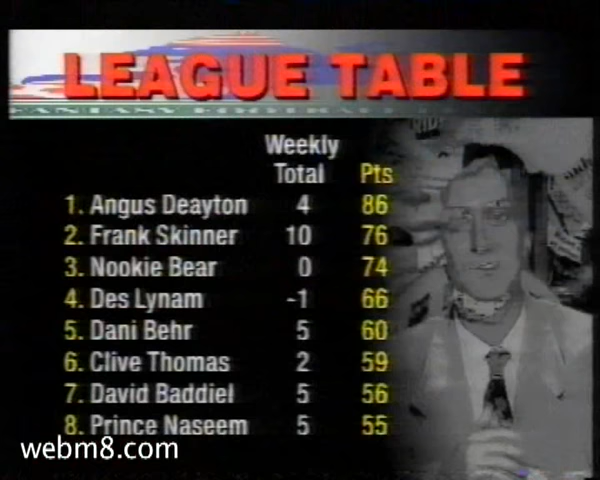 LEAGUE TABLE
FANTASY FOOTBALL
Weekly
Total Pts
1. Angus Deayton 4 86
2. Frank Skinner 10 76
3. Nookie Bear 0 74
4. Des Lynam -1 66
5. Dani Behr 5 60
6. Clive Thomas 2 59
7. David Baddiel 5 56
8. Prince Naseem 5 55
webm8.com